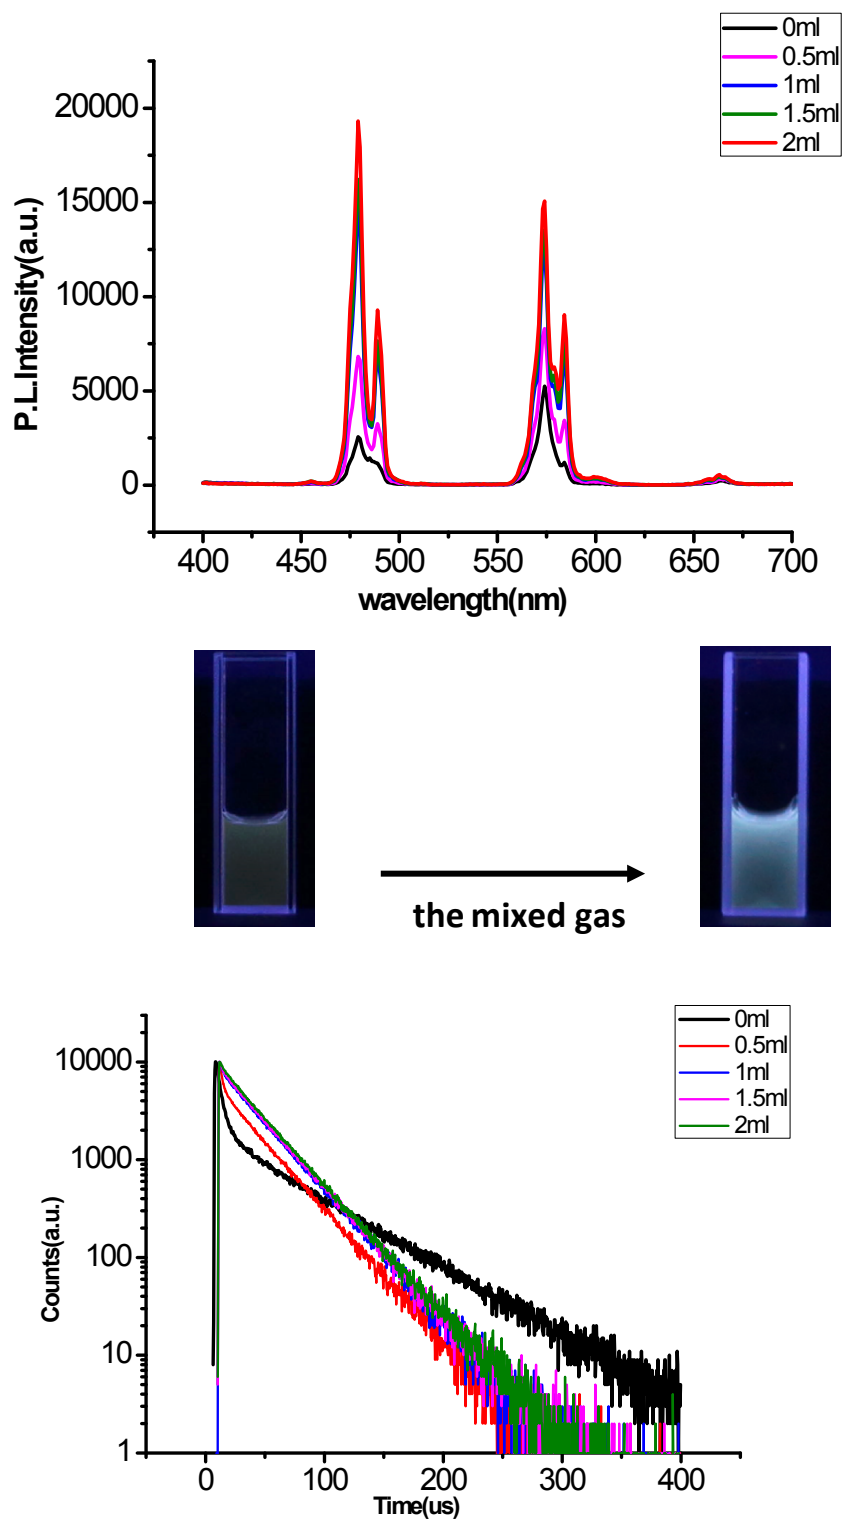 0ml
0.5ml
1ml
1.5ml
2ml
20000
15000
10000
5000
0
P.L.Intensity(a.u.)
400 450 500 550 600 650 700
wavelength(nm)
the mixed gas
0ml
0.5ml
1ml
1.5ml
2ml
10000
1000
100
10
1
Counts(a.u.)
0 100 200 300 400
Time(us)